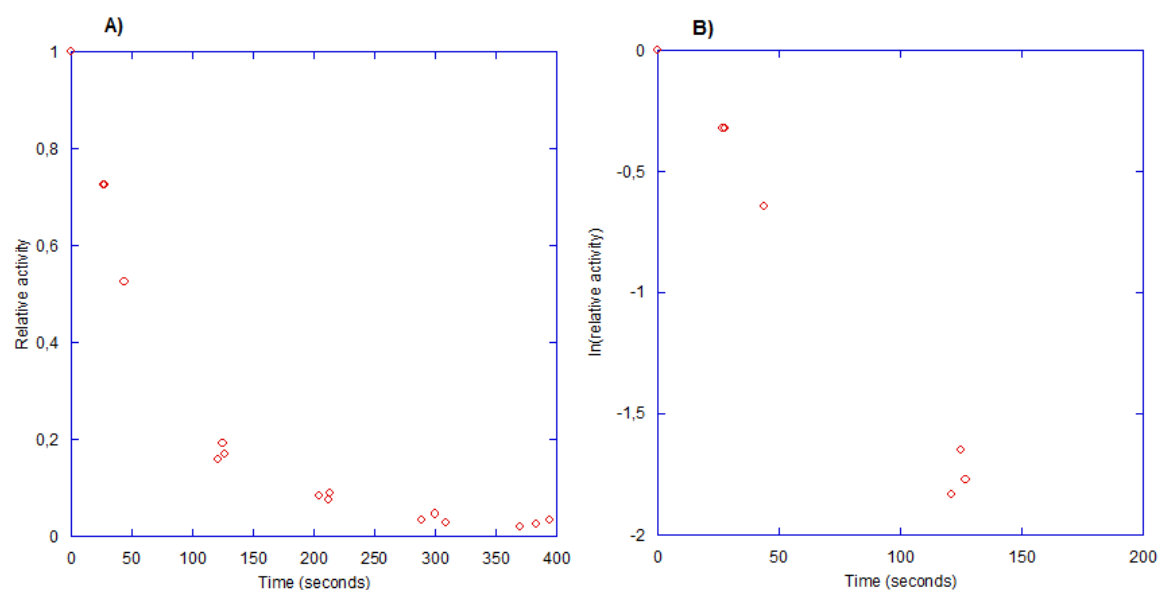 A)
1
0,8
0,6
0,4
0,2
0
Relative activity
0 50 100 150 200 250 300 350 400
Time (seconds)
B)
0
-0,5
-1
-1,5
-2
ln(relative activity)
0 50 100 150 200
Time (seconds)